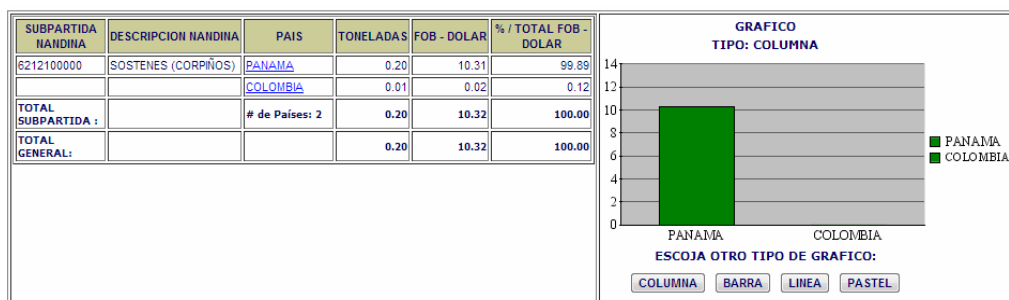 SUBPARTIDA NANDINA DESCRIPCION NANDINA PAIS TONELADAS FOB - DOLAR % / TOTAL FOB - DOLAR
6212100000 SOSTENES (CORPIÑOS) PANAMA 0.20 10.31 99.89
COLOMBIA 0.01 0.02 0.12
TOTAL SUBPARTIDA : # de Países: 2 0.20 10.32 100.00
TOTAL GENERAL: 0.20 10.32 100.00
GRAFICO
TIPO: COLUMNA
14
12
10
8
6
4
2
0
PANAMA COLOMBIA
PANAMA
COLOMBIA
ESCOJA OTRO TIPO DE GRAFICO:
COLUMNA BARRA LINEA PASTEL